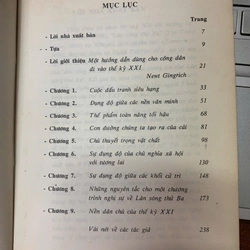 MỤC LỤC
Trang
- Lời nhà xuất bản 7
- Tựa 9
- Lời giới thiệu Một hướng dẫn dùng cho công dân
đi vào thế kỷ XXI 21
Newt Gingrich
- Chương 1. Cuộc đấu tranh siêu hạng 33
- Chương 2. Đụng độ giữa các nền văn minh 51
- Chương 3. Thế phẩm toàn năng tối hậu 68
- Chương 4. Con đường chúng ta tạo ra của cải 81
- Chương 5. Chủ thuyết trọng vật chất 98
- Chương 6. Sự đụng độ của chủ nghĩa xã hội
với tương lai 130
- Chương 7. Sự đụng độ giữa các khối cử tri 148
- Chương 8. Những nguyên tắc cho một chương
trình nghị sự về Làn sóng thứ Ba 173
- Chương 9. Nền dân chủ của thế kỷ XXI
Vài nét về các tác giả 238